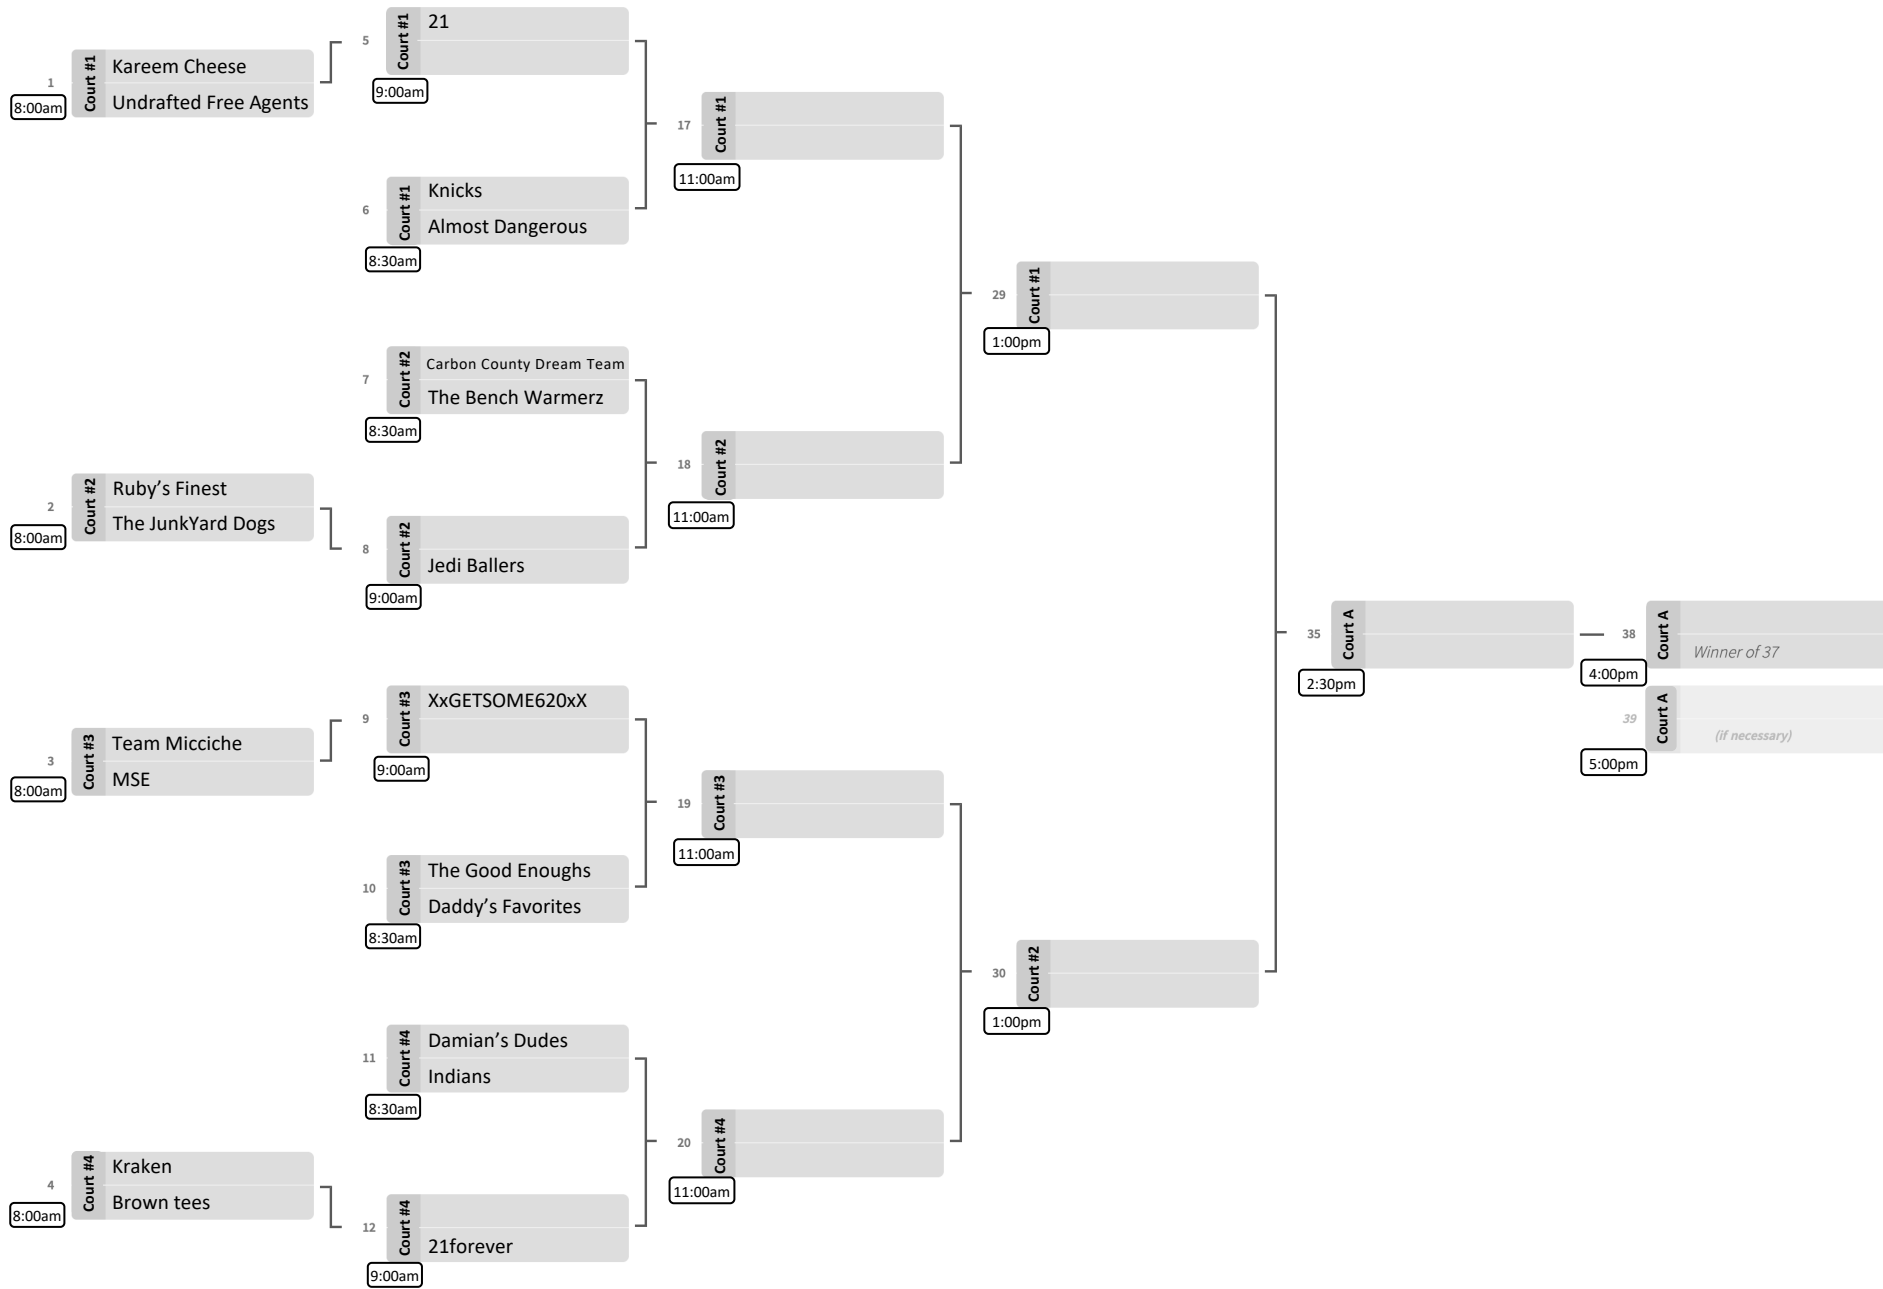 1
8:00am
Court #1
Kareem Cheese
Undrafted Free Agents
2
8:00am
Court #2
Ruby’s Finest
The JunkYard Dogs
3
8:00am
Court #3
Team Micciche
MSE
4
8:00am
Court #4
Kraken
Brown tees
5
Court #1
21
9:00am
6
Court #1
Knicks
Almost Dangerous
8:30am
7
Court #2
Carbon County Dream Team
The Bench Warmerz
8:30am
8
Court #2
Jedi Ballers
9:00am
9
Court #3
XxGETSOME620xX
9:00am
10
Court #3
The Good Enoughs
Daddy’s Favorites
8:30am
11
Court #4
Damian’s Dudes
Indians
8:30am
12
Court #4
21forever
9:00am
17
Court #1
11:00am
18
Court #2
11:00am
19
Court #3
11:00am
20
Court #4
11:00am
29
Court #1
1:00pm
30
Court #2
1:00pm
35
Court A
2:30pm
38
Court A
Winner of 37
4:00pm
39
Court A
(if necessary)
5:00pm